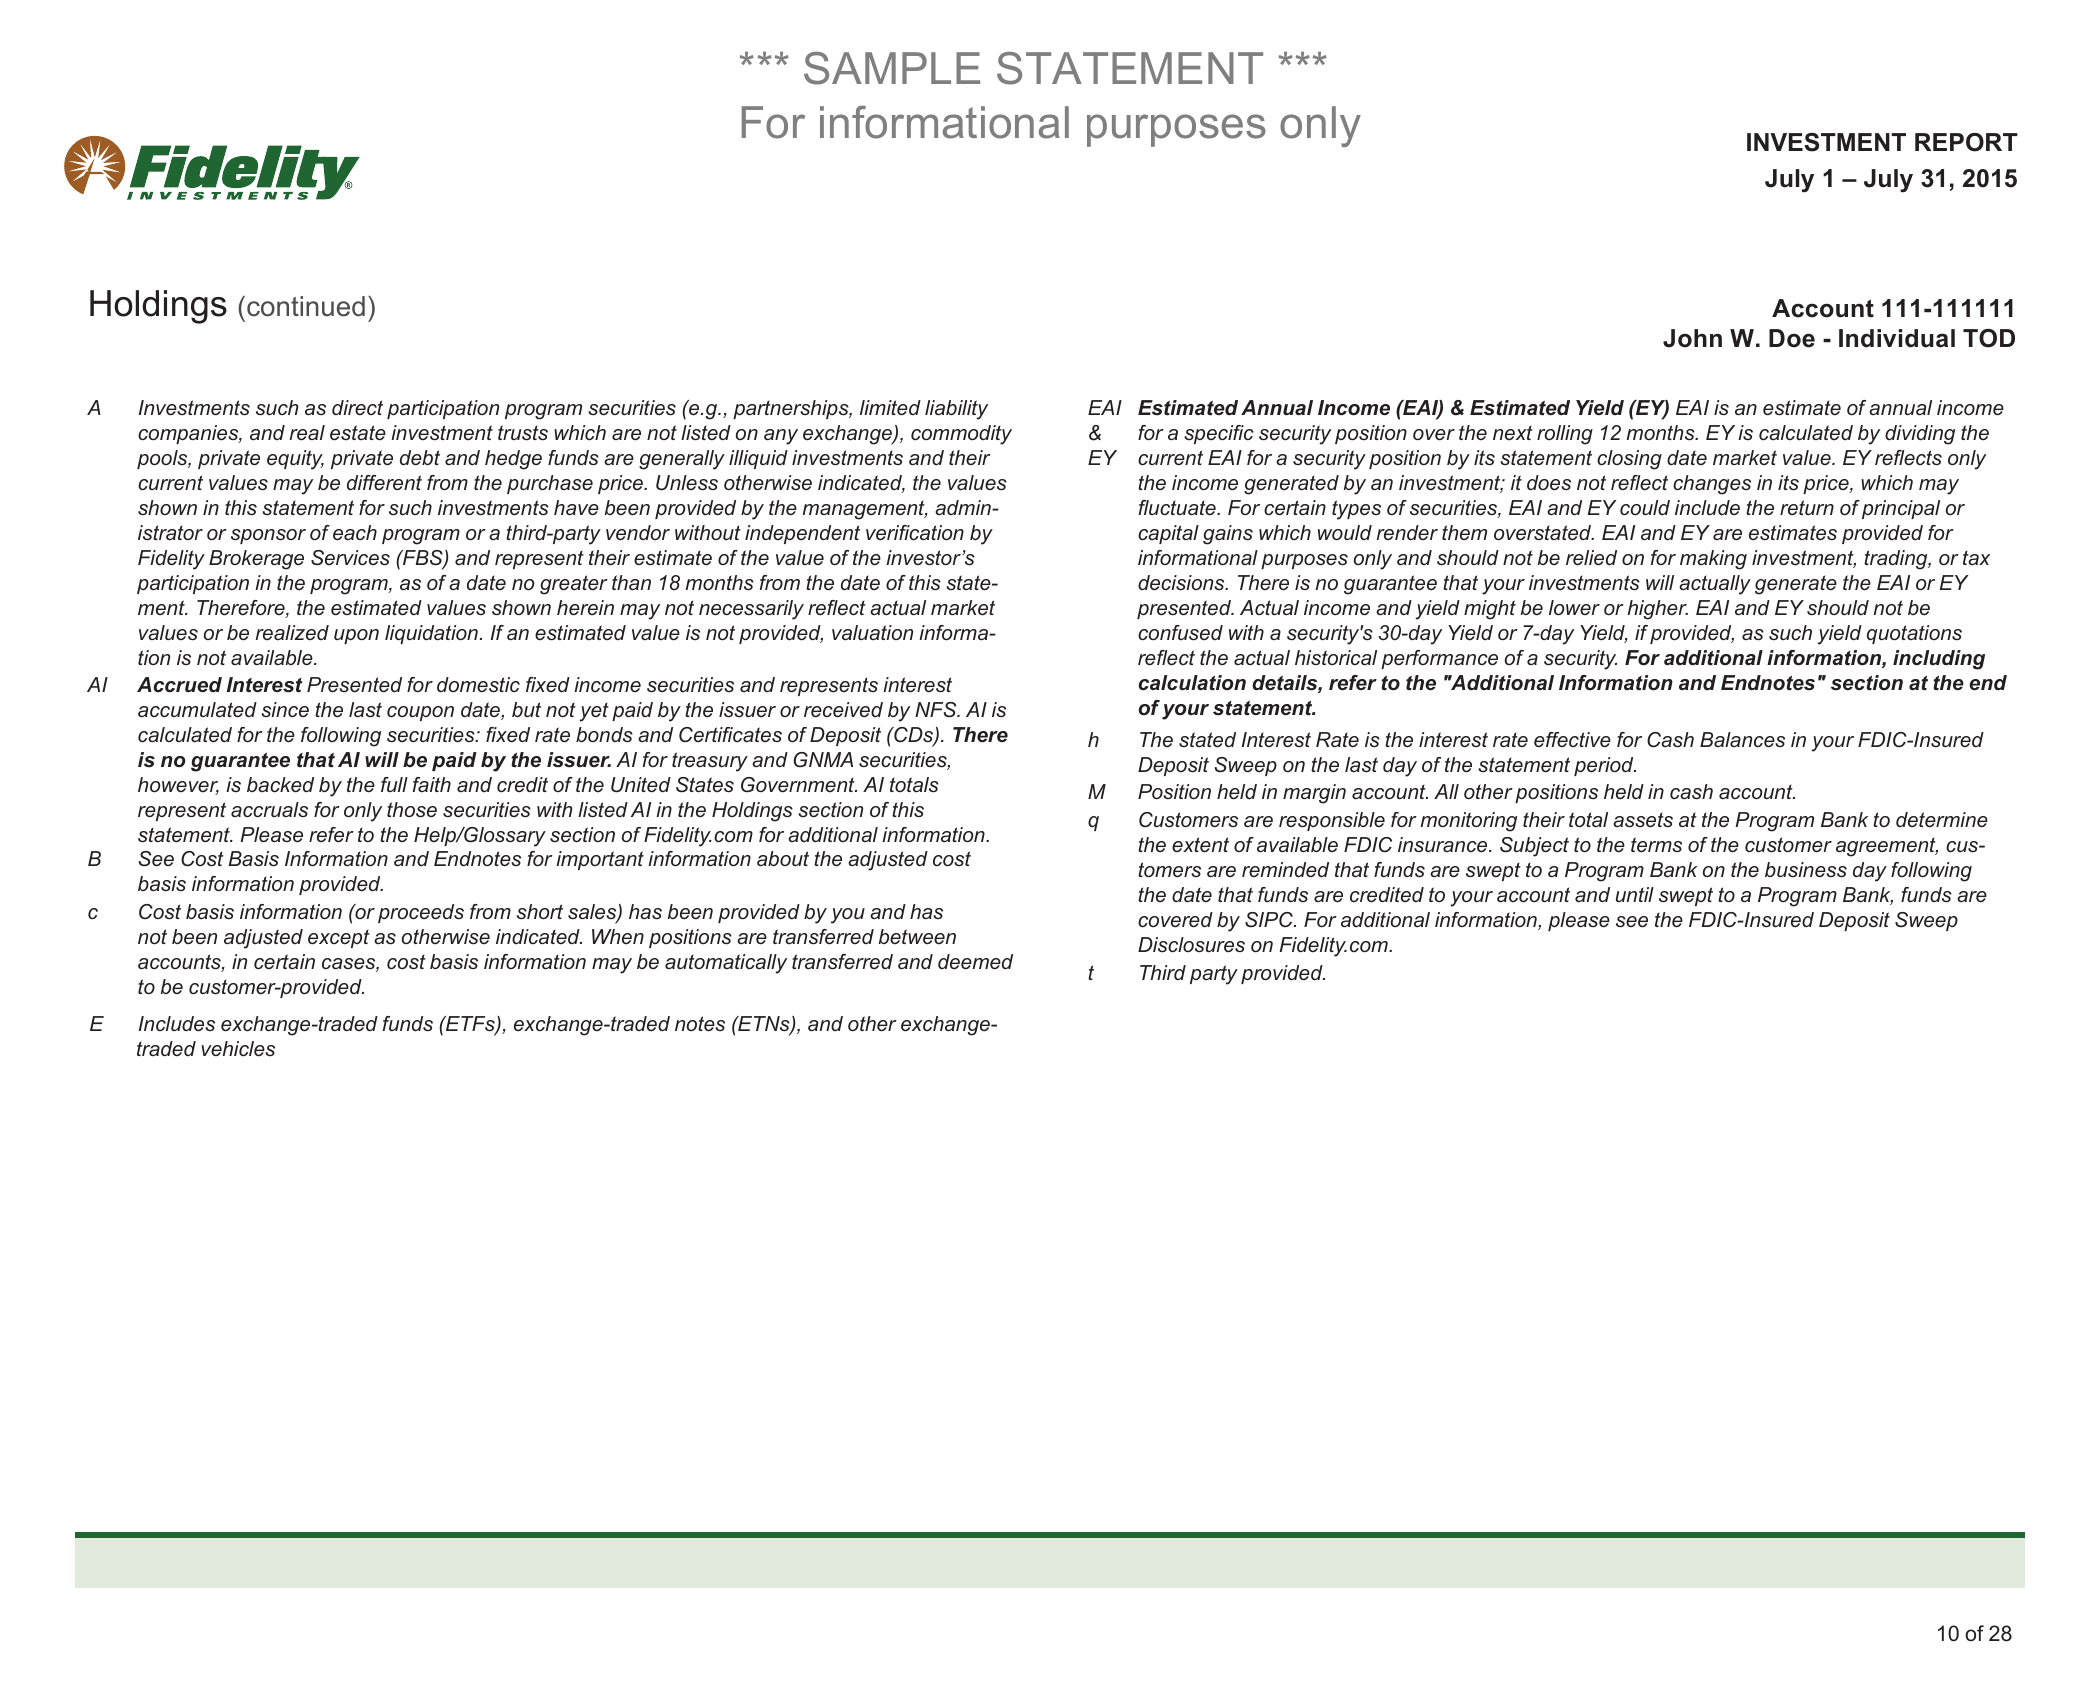 *** SAMPLE STATEMENT ***
For informational purposes only
Fidelity
INVESTMENTS®
INVESTMENT REPORT
July 1 – July 31, 2015
Holdings (continued)
Account 111-111111
John W. Doe - Individual TOD
A Investments such as direct participation program securities (e.g., partnerships, limited liability
companies, and real estate investment trusts which are not listed on any exchange), commodity
pools, private equity, private debt and hedge funds are generally illiquid investments and their
current values may be different from the purchase price. Unless otherwise indicated, the values
shown in this statement for such investments have been provided by the management, admin-
istrator or sponsor of each program or a third-party vendor without independent verification by
Fidelity Brokerage Services (FBS) and represent their estimate of the value of the investor’s
participation in the program, as of a date no greater than 18 months from the date of this state-
ment. Therefore, the estimated values shown herein may not necessarily reflect actual market
values or be realized upon liquidation. If an estimated value is not provided, valuation informa-
tion is not available.
AI Accrued Interest Presented for domestic fixed income securities and represents interest
accumulated since the last coupon date, but not yet paid by the issuer or received by NFS. AI is
calculated for the following securities: fixed rate bonds and Certificates of Deposit (CDs). There
is no guarantee that AI will be paid by the issuer. AI for treasury and GNMA securities,
however, is backed by the full faith and credit of the United States Government. AI totals
represent accruals for only those securities with listed AI in the Holdings section of this
statement. Please refer to the Help/Glossary section of Fidelity.com for additional information.
B See Cost Basis Information and Endnotes for important information about the adjusted cost
basis information provided.
c Cost basis information (or proceeds from short sales) has been provided by you and has
not been adjusted except as otherwise indicated. When positions are transferred between
accounts, in certain cases, cost basis information may be automatically transferred and deemed
to be customer-provided.
E Includes exchange-traded funds (ETFs), exchange-traded notes (ETNs), and other exchange-
traded vehicles
EAI Estimated Annual Income (EAI) & Estimated Yield (EY) EAI is an estimate of annual income
& for a specific security position over the next rolling 12 months. EY is calculated by dividing the
EY current EAI for a security position by its statement closing date market value. EY reflects only
the income generated by an investment; it does not reflect changes in its price, which may
fluctuate. For certain types of securities, EAI and EY could include the return of principal or
capital gains which would render them overstated. EAI and EY are estimates provided for
informational purposes only and should not be relied on for making investment, trading, or tax
decisions. There is no guarantee that your investments will actually generate the EAI or EY
presented. Actual income and yield might be lower or higher. EAI and EY should not be
confused with a security's 30-day Yield or 7-day Yield, if provided, as such yield quotations
reflect the actual historical performance of a security. For additional information, including
calculation details, refer to the "Additional Information and Endnotes" section at the end
of your statement.
h The stated Interest Rate is the interest rate effective for Cash Balances in your FDIC-Insured
Deposit Sweep on the last day of the statement period.
M Position held in margin account. All other positions held in cash account.
q Customers are responsible for monitoring their total assets at the Program Bank to determine
the extent of available FDIC insurance. Subject to the terms of the customer agreement, cus-
tomers are reminded that funds are swept to a Program Bank on the business day following
the date that funds are credited to your account and until swept to a Program Bank, funds are
covered by SIPC. For additional information, please see the FDIC-Insured Deposit Sweep
Disclosures on Fidelity.com.
t Third party provided.
10 of 28